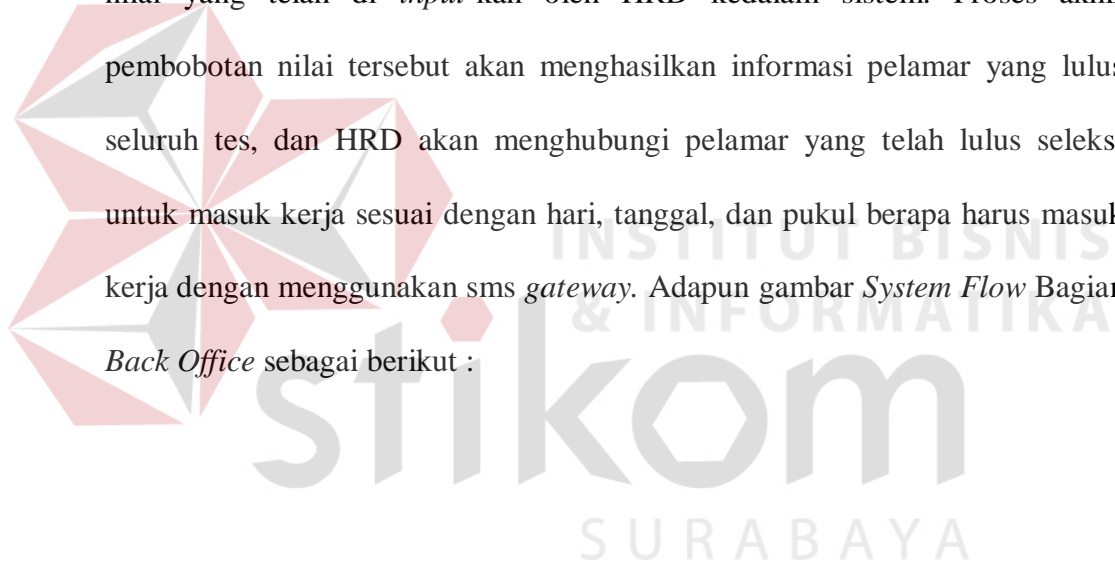 nilai yang telah di input-kan oleh HRD kedalam sistem. Proses akhir
pembobotan nilai tersebut akan menghasilkan informasi pelamar yang lulus
seluruh tes, dan HRD akan menghubungi pelamar yang telah lulus seleksi
untuk masuk kerja sesuai dengan hari, tanggal, dan pukul berapa harus masuk
kerja dengan menggunakan sms gateway. Adapun gambar System Flow Bagian
Back Office sebagai berikut :
INSTITUT BISNIS
& INFORMATIKA
stikom
SURABAYA